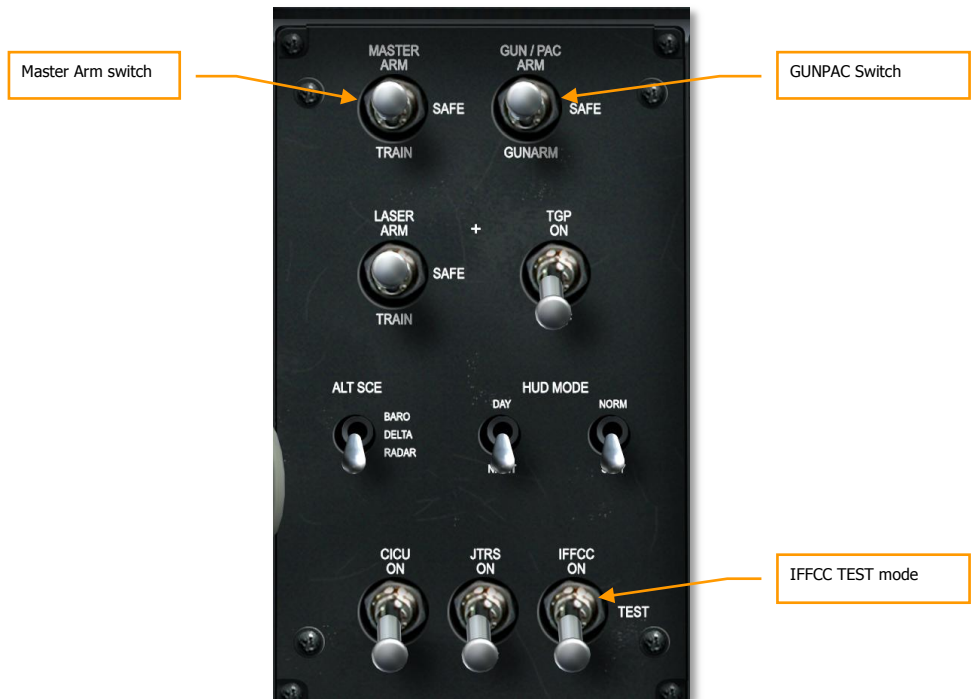 Master Arm switch
MASTER
ARM
SAFE
TRAIN
GUN / PAC
ARM
SAFE
GUNARM
GUNPAC Switch
LASER
ARM
SAFE
TRAIN
+
TGP
ON
ALT SCE
BARO
DELTA
RADAR
HUD MODE
DAY
NORM
CICU
ON
JTRS
ON
IFFCC
ON
TEST
IFFCC TEST mode